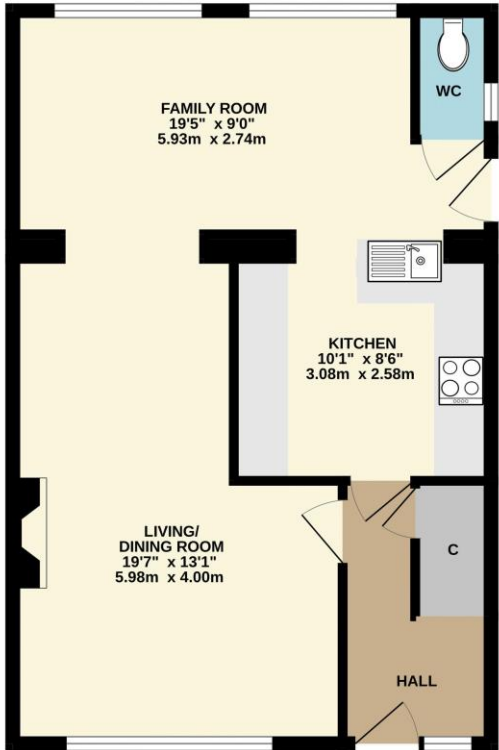 WC
FAMILY ROOM
19'5" x 9'0"
5.93m x 2.74m
KITCHEN
10'1" x 8'6"
3.08m x 2.58m
LIVING/
DINING ROOM
19'7" x 13'1"
5.98m x 4.00m
C
HALL